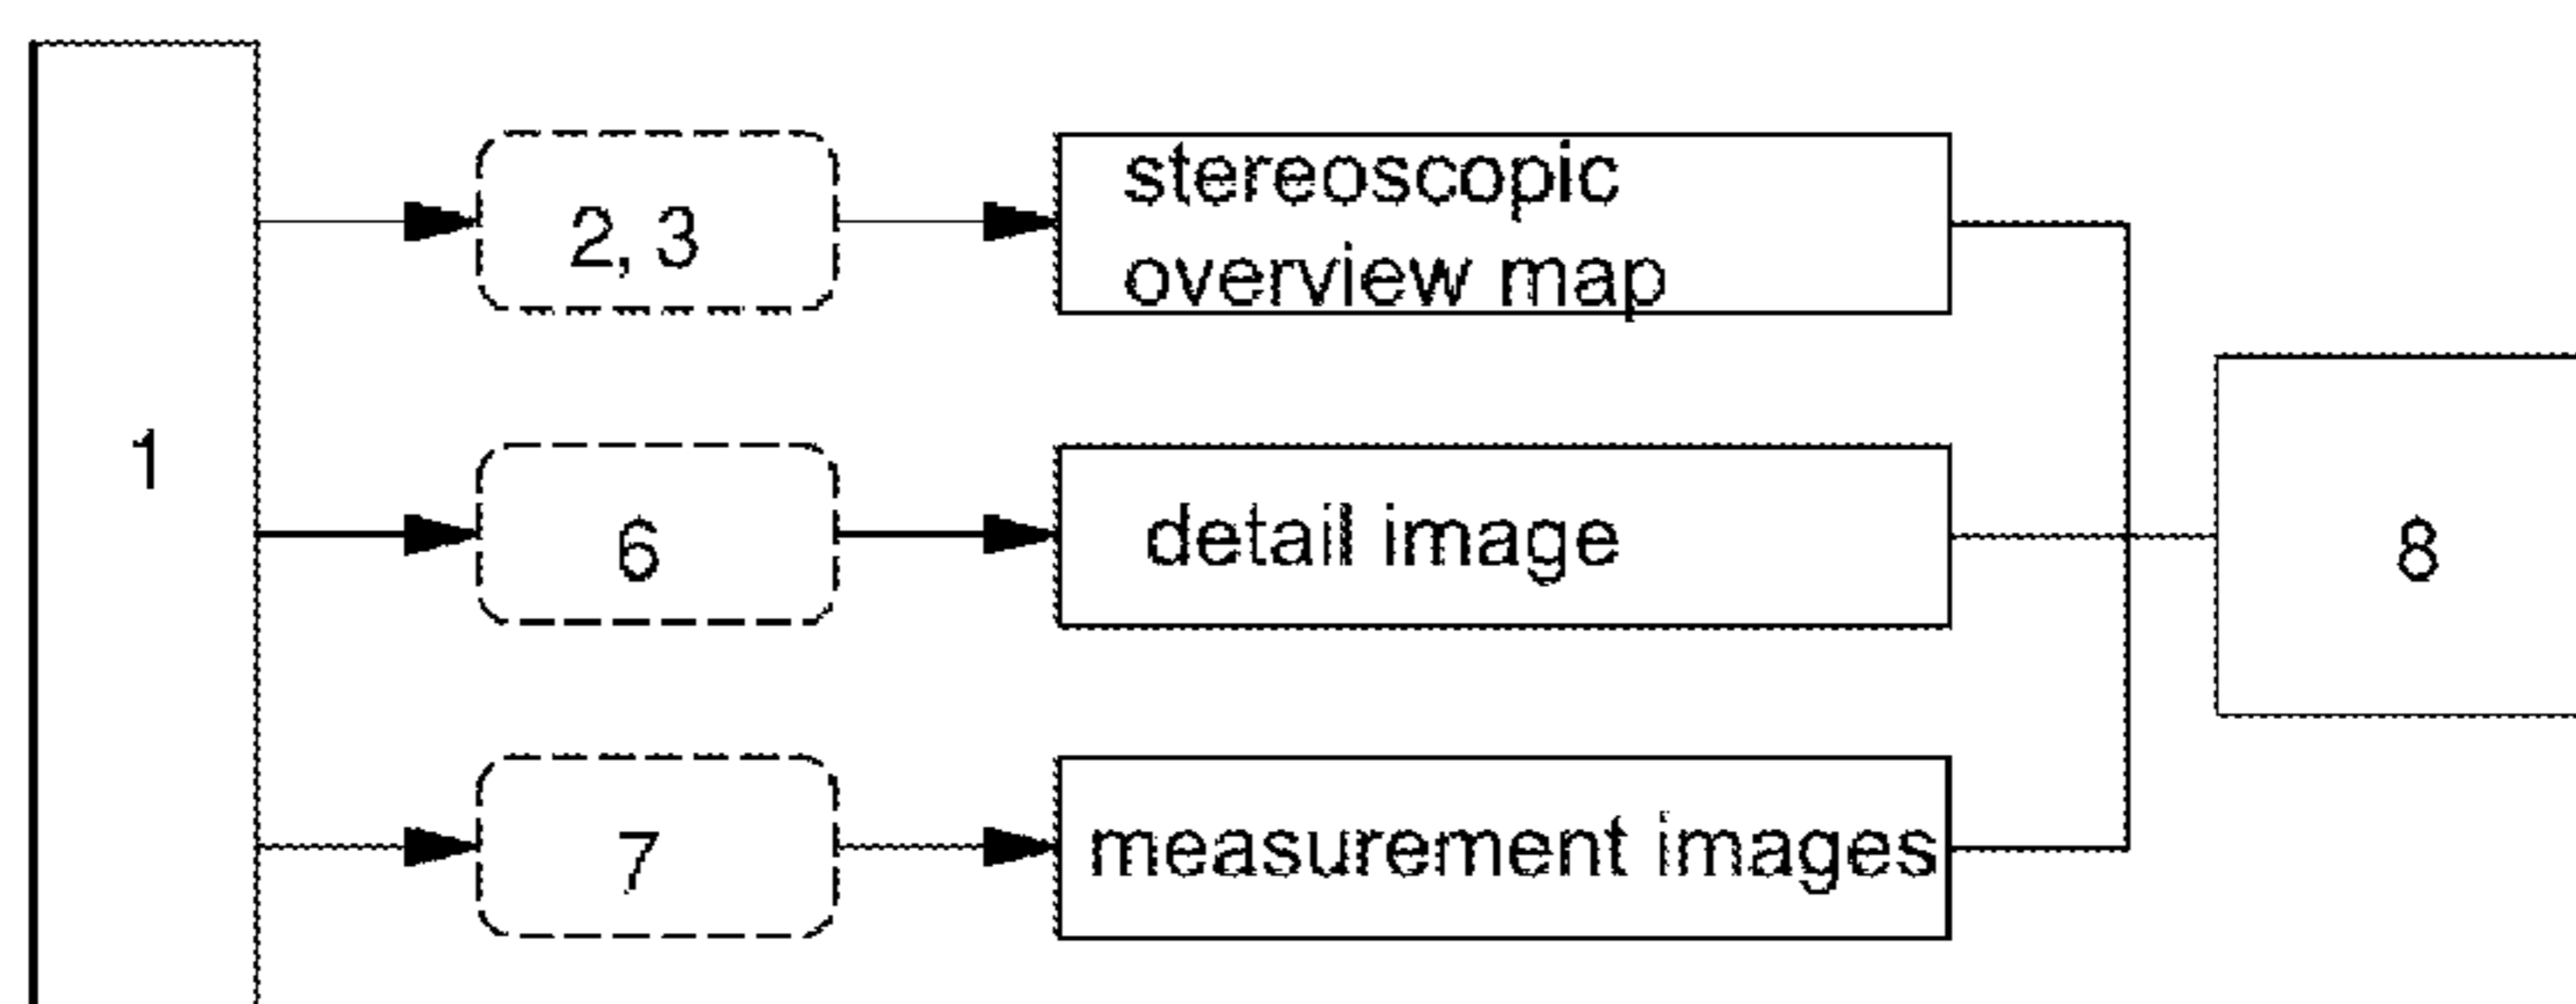 2, 3
stereoscopic
overview map
1
6
detail image
8
7
measurement images